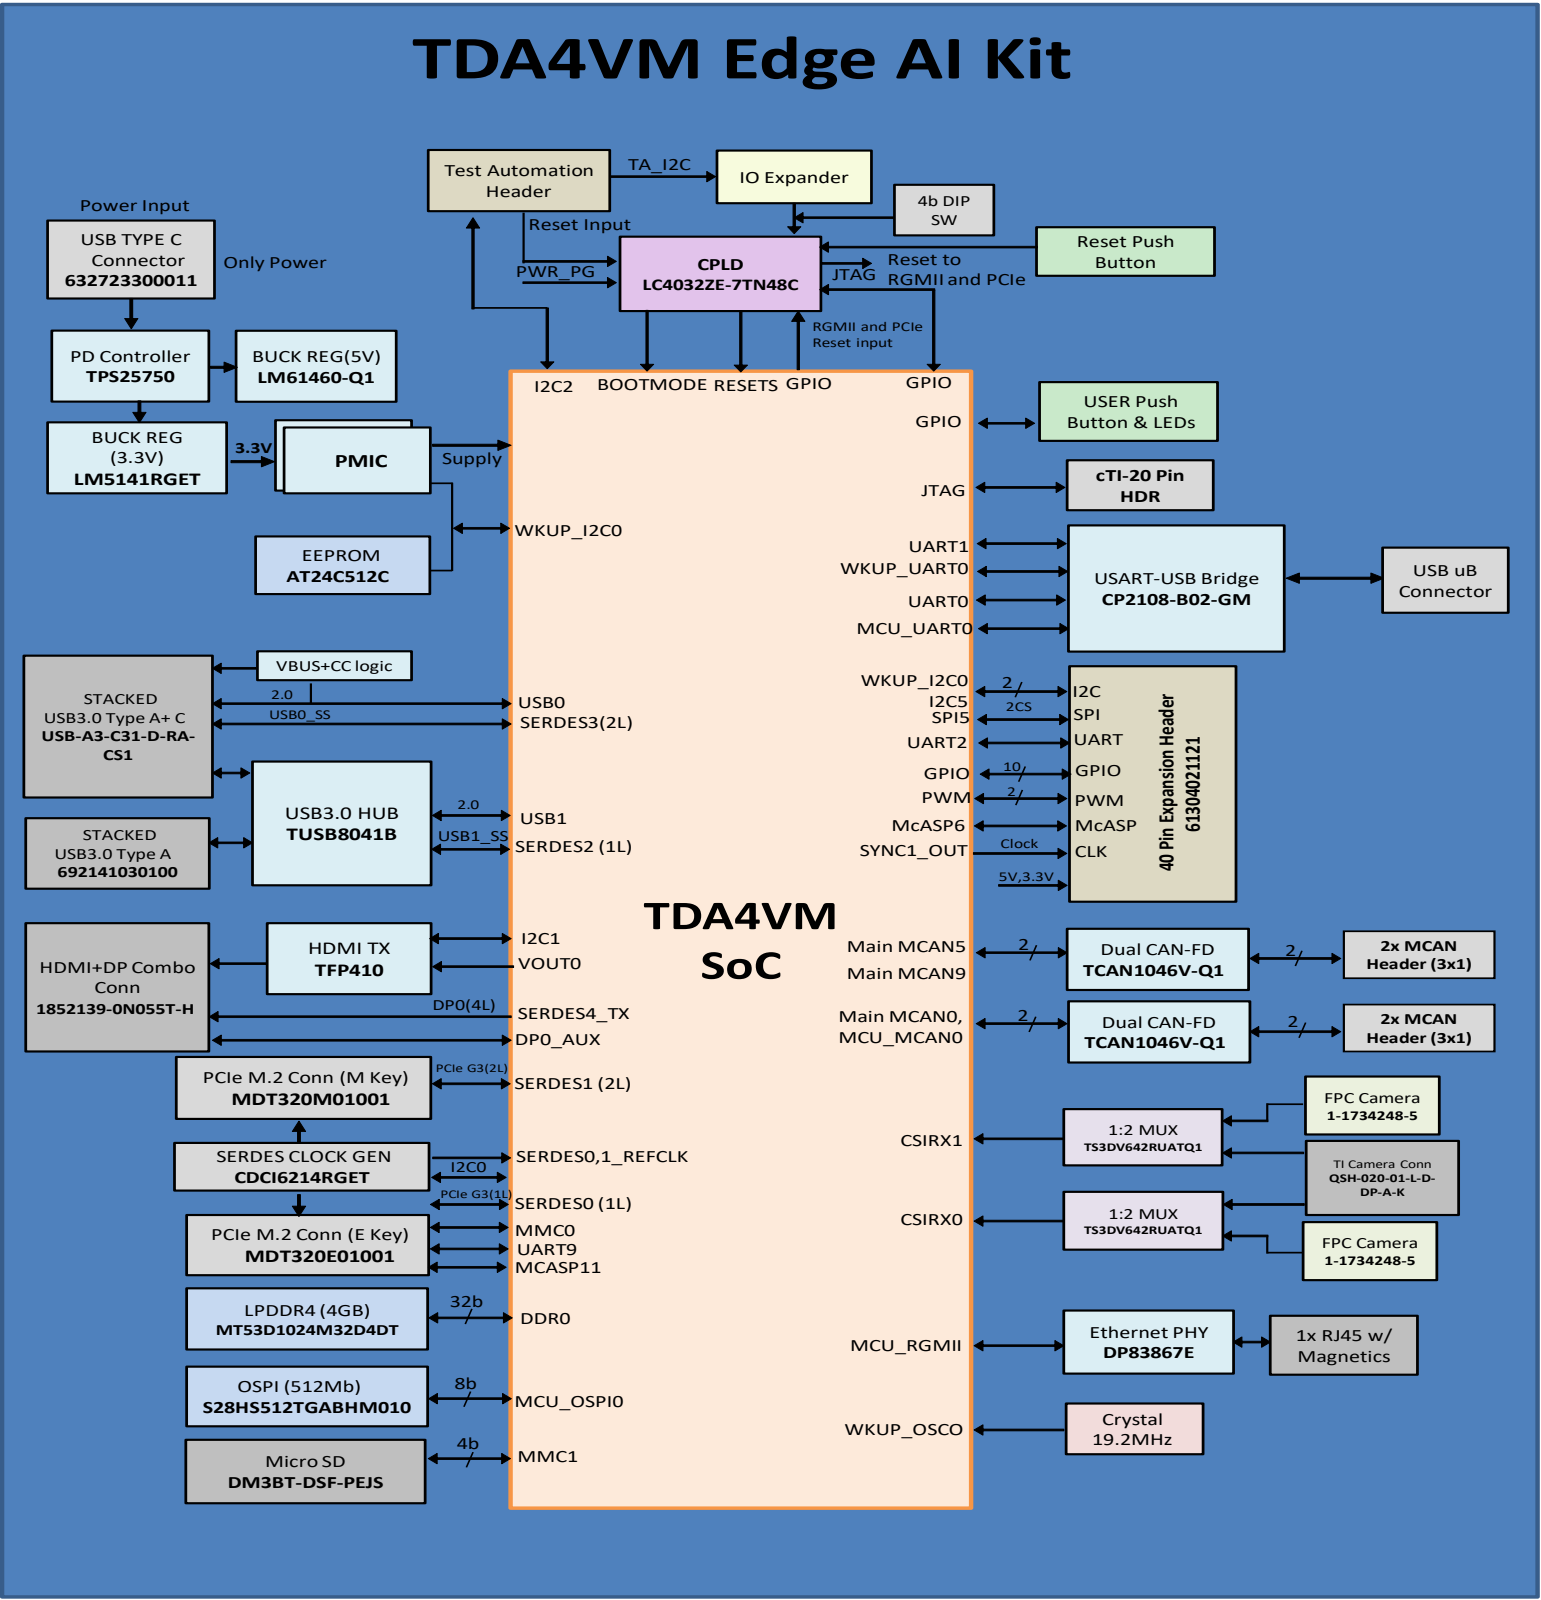 TDA4VM Edge AI Kit
Test Automation
Header
TA_I2C
IO Expander
4b DIP
SW
Reset Input
Power Input
USB TYPE C
Connector
632723300011
Only Power
PWR_PG
CPLD
LC4032ZE-7TN48C
JTAG
Reset to
RGMII and PCIe
Reset Push
Button
RGMII and PCIe
Reset input
PD Controller
TPS25750
BUCK REG(5V)
LM61460-Q1
BUCK REG
(3.3V)
LM5141RGET
3.3V
PMIC
Supply
I2C2
BOOTMODE
RESETS
GPIO
GPIO
GPIO
USER Push
Button & LEDs
JTAG
cTI-20 Pin
HDR
WKUP_I2C0
EEPROM
AT24C512C
UART1
WKUP_UART0
UART0
MCU_UART0
USART-USB Bridge
CP2108-B02-GM
USB uB
Connector
STACKED
USB3.0 Type A+ C
USB-A3-C31-D-RA-
CS1
VBUS+CC logic
2.0
USB0_SS
USB0
SERDES3(2L)
USB3.0 HUB
TUSB8041B
2.0
USB1_SS
USB1
SERDES2 (1L)
STACKED
USB3.0 Type A
692141030100
WKUP_I2C0
I2C5
SPI5
UART2
GPIO
PWM
McASP6
SYNC1_OUT
2
2CS
10
2
Clock
5V,3.3V
I2C
SPI
UART
GPIO
PWM
McASP
CLK
40 Pin Expansion Header
61304021121
TDA4VM
SoC
HDMI+DP Combo
Conn
1852139-0N055T-H
HDMI TX
TFP410
I2C1
VOUT0
DP0(4L)
SERDES4_TX
DP0_AUX
Main MCAN5
Main MCAN9
2
Dual CAN-FD
TCAN1046V-Q1
2
2x MCAN
Header (3x1)
Main MCAN0,
MCU_MCAN0
2
Dual CAN-FD
TCAN1046V-Q1
2
2x MCAN
Header (3x1)
PCIe M.2 Conn (M Key)
MDT320M01001
PCIe G3(2L)
SERDES1 (2L)
SERDES CLOCK GEN
CDCI6214RGET
I2C0
SERDES0,1_REFCLK
PCIe G3(1L)
SERDES0 (1L)
PCIe M.2 Conn (E Key)
MDT320E01001
MMC0
UART9
MCASP11
CSIRX1
1:2 MUX
TS3DV642RUATQ1
FPC Camera
1-1734248-5
TI Camera Conn
QSH-020-01-L-D-
DP-A-K
CSIRX0
1:2 MUX
TS3DV642RUATQ1
FPC Camera
1-1734248-5
LPDDR4 (4GB)
MT53D1024M32D4DT
32b
DDR0
MCU_RGMII
Ethernet PHY
DP83867E
1x RJ45 w/
Magnetics
OSPI (512Mb)
S28HS512TGABHM010
8b
MCU_OSPI0
WKUP_OSCO
Crystal
19.2MHz
Micro SD
DM3BT-DSF-PEJS
4b
MMC1